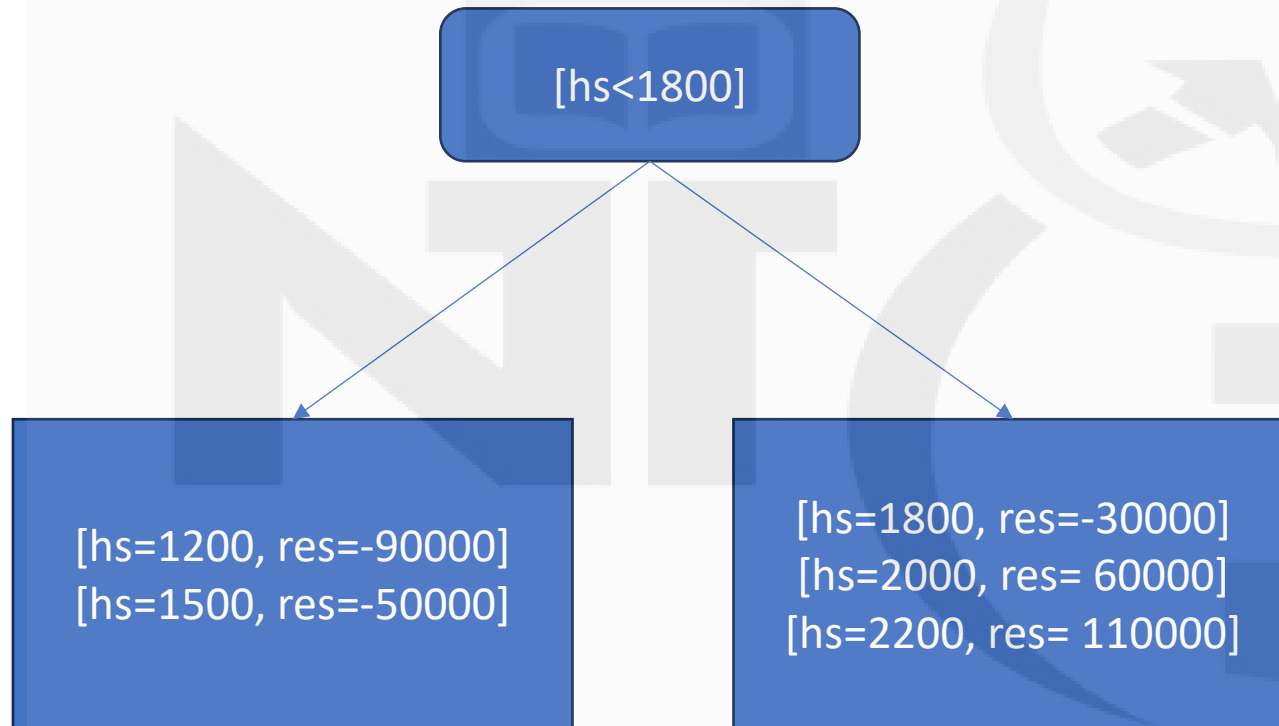 [hs<1800]
[hs=1200, res=-90000]
[hs=1500, res=-50000]
[hs=1800, res=-30000]
[hs=2000, res= 60000]
[hs=2200, res= 110000]